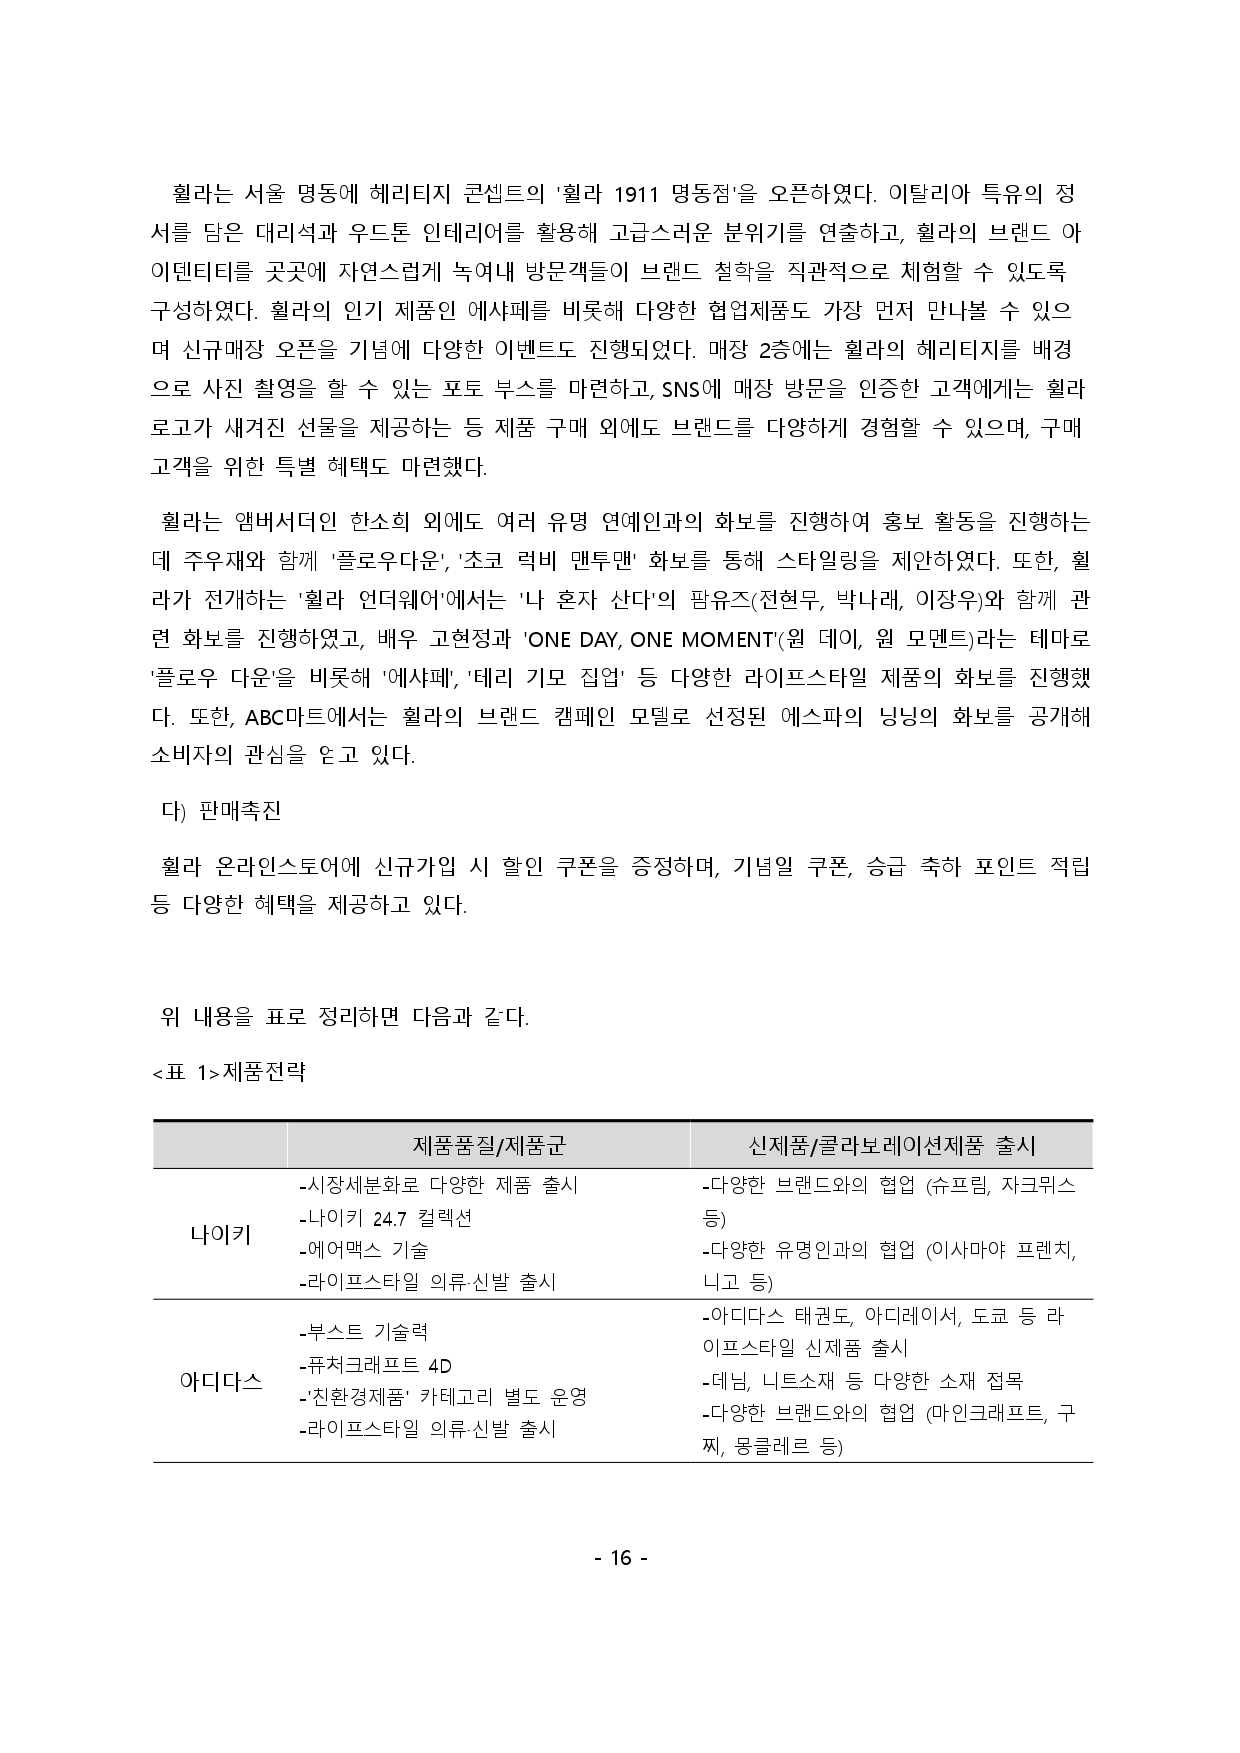 휠라는 서울 명동에 헤리티지 콘셉트의 '휠라 1911 명동점'을 오픈하였다. 이탈리아 특유의 정
서를 담은 대리석과 우드톤 인테리어를 활용해 고급스러운 분위기를 연출하고, 휠라의 브랜드 아
이덴티티를 곳곳에 자연스럽게 녹여내 방문객들이 브랜드 철학을 직관적으로 체험할 수 있도록
구성하였다. 휠라의 인기 제품인 에샤페를 비롯해 다양한 협업제품도 가장 먼저 만나볼 수 있으
며 신규매장 오픈을 기념에 다양한 이벤트도 진행되었다. 매장 2층에는 휠라의 헤리티지를 배경
으로 사진 촬영을 할 수 있는 포토 부스를 마련하고, SNS에 매장 방문을 인증한 고객에게는 휠라
로고가 새겨진 선물을 제공하는 등 제품 구매 외에도 브랜드를 다양하게 경험할 수 있으며, 구매
고객을 위한 특별 혜택도 마련했다.
휠라는 앰버서더인 한소희 외에도 여러 유명 연예인과의 화보를 진행하여 홍보 활동을 진행하는
데 주우재와 함께 '플로우다운', '초코 럭비 맨투맨' 화보를 통해 스타일링을 제안하였다. 또한, 휠
라가 전개하는 '휠라 언더웨어'에서는 '나 혼자 산다'의 팜유즈(전현무, 박나래, 이장우)와 함께 관
련 화보를 진행하였고, 배우 고현정과 'ONE DAY, ONE MOMENT'(원 데이, 원 모멘트)라는 테마로
'플로우 다운'을 비롯해 '에샤페', '테리 기모 집업' 등 다양한 라이프스타일 제품의 화보를 진행했
다. 또한, ABC마트에서는 휠라의 브랜드 캠페인 모델로 선정된 에스파의 닝닝의 화보를 공개해
소비자의 관심을 얻고 있다.
다) 판매촉진
휠라 온라인스토어에 신규가입 시 할인 쿠폰을 증정하며, 기념일 쿠폰, 승급 축하 포인트 적립
등 다양한 혜택을 제공하고 있다.
위 내용을 표로 정리하면 다음과 같다.
<표 1>제품전략
제품품질/제품군 신제품/콜라보레이션제품 출시
나이키
-시장세분화로 다양한 제품 출시
-나이키 24.7 컬렉션
-에어맥스 기술
-라이프스타일 의류·신발 출시
-다양한 브랜드와의 협업 (슈프림, 자크뮈스
등)
-다양한 유명인과의 협업 (이사마야 프렌치,
니고 등)
아디다스
-부스트 기술력
-퓨처크래프트 4D
-'친환경제품' 카테고리 별도 운영
-라이프스타일 의류·신발 출시
-아디다스 태권도, 아디레이서, 도쿄 등 라
이프스타일 신제품 출시
-데님, 니트소재 등 다양한 소재 접목
-다양한 브랜드와의 협업 (마인크래프트, 구
찌, 몽클레르 등)
- 16 -